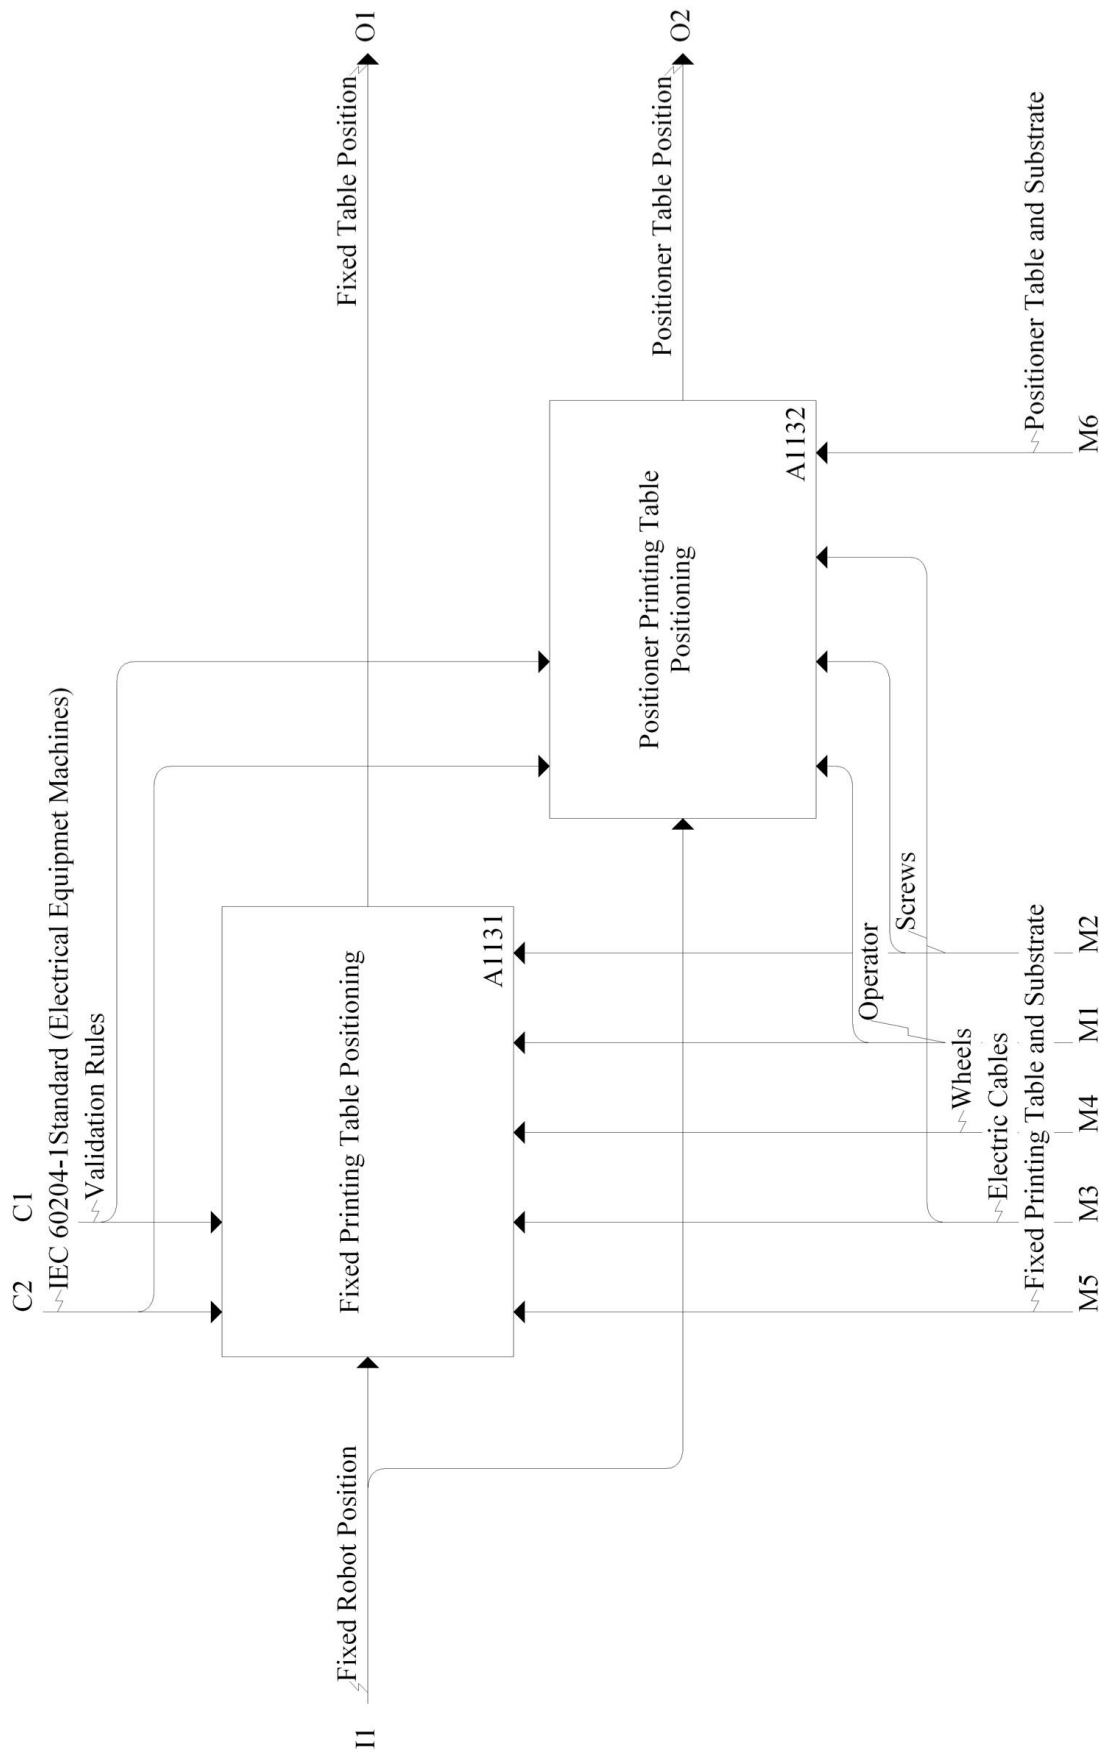 C2
C1
IEC 60204-1Standard (Electrical Equipmet Machines)
Validation Rules
I1
Fixed Robot Position
Fixed Printing Table Positioning
A1131
Fixed Table Position
O1
Positioner Printing Table
Positioning
A1132
Positioner Table Position
O2
Operator
Screws
Wheels
Electric Cables
Fixed Printing Table and Substrate
Positioner Table and Substrate
M5
M3
M4
M1
M2
M6